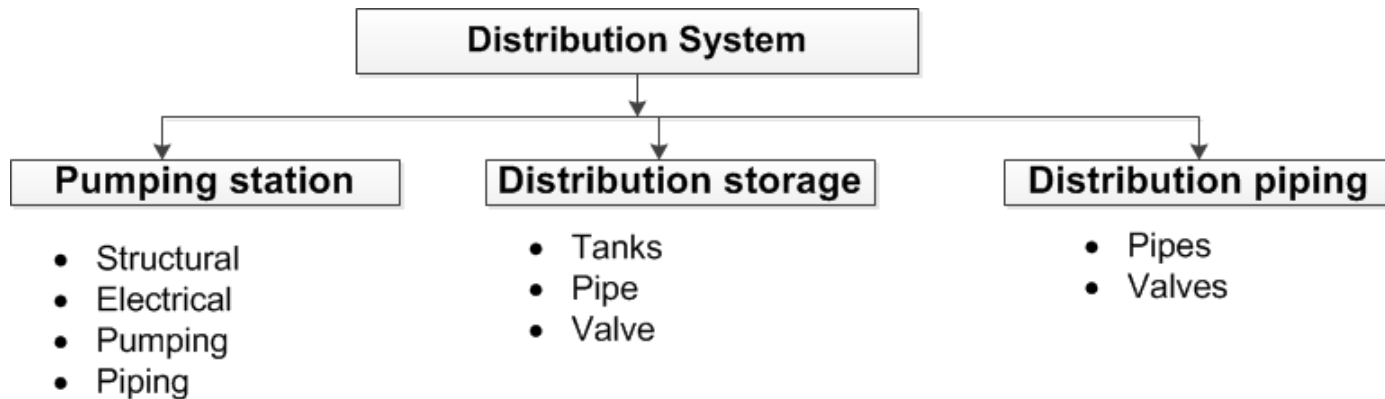 Distribution System
Pumping station
• Structural
• Electrical
• Pumping
• Piping
Distribution storage
• Tanks
• Pipe
• Valve
Distribution piping
• Pipes
• Valves